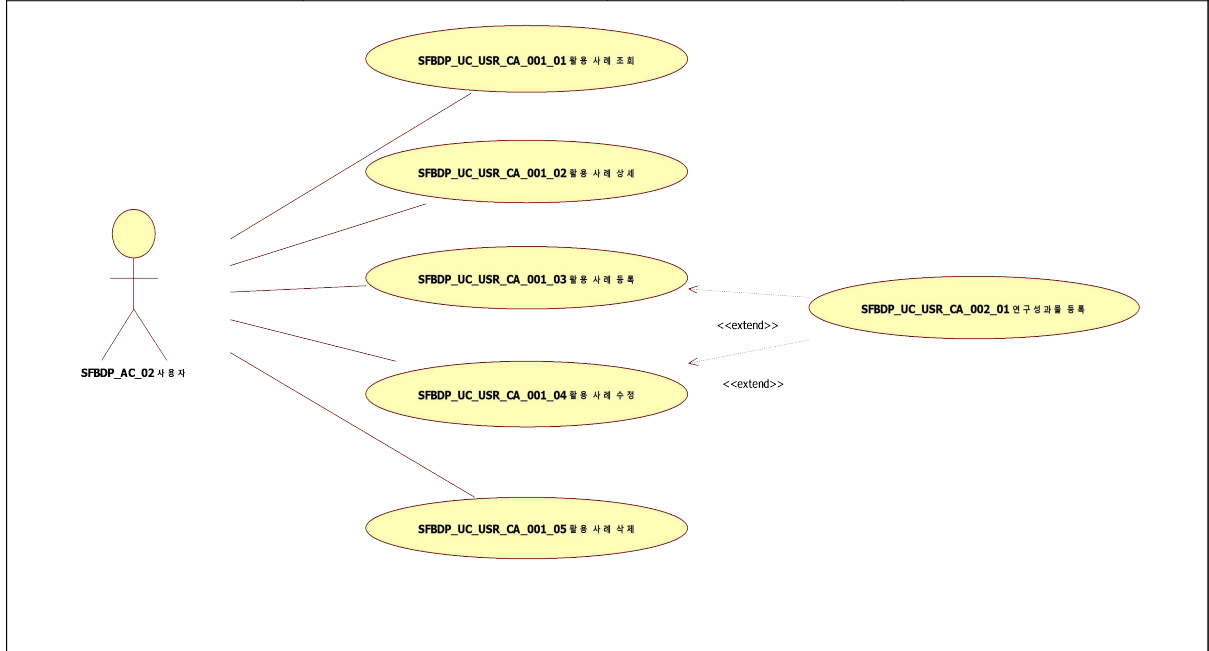 SFBDP_UC_USR_CA_001_01 활용 사례 조회
SFBDP_UC_USR_CA_001_02 활용 사례 상세
SFBDP_UC_USR_CA_001_03 활용 사례 등록
SFBDP_UC_USR_CA_002_01 연구성과물 등록
<<extend>>
SFBDP_AC_02 사용자
<<extend>>
SFBDP_UC_USR_CA_001_04 활용 사례 수정
SFBDP_UC_USR_CA_001_05 활용 사례 삭제